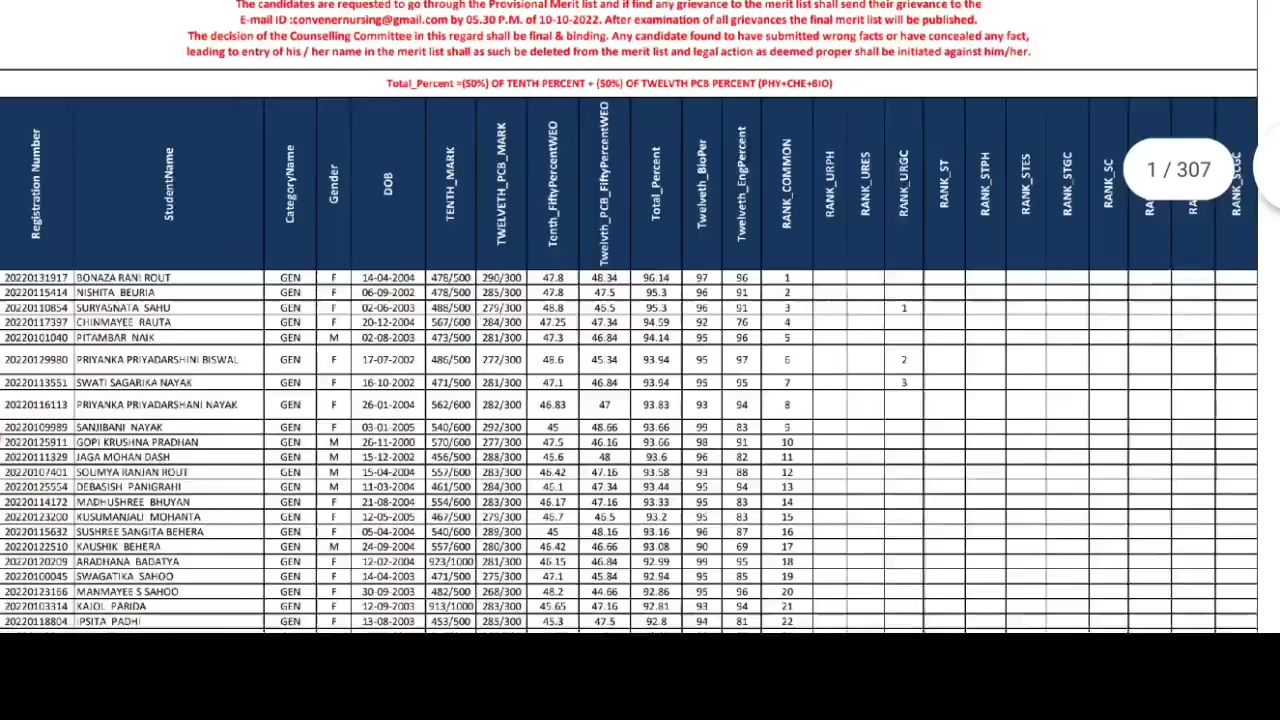 The candidates are requested to go through the Provisional Merit list and if find any grievance to the merit list shall send their grievance to the
E-mail ID :convenernursing@gmail.com by 05.30 P.M. of 10-10-2022. After examination of all grievances the final merit list will be published.
The decision of the Counselling Committee in this regard shall be final & binding. Any candidate found to have submitted wrong facts or have concealed any fact,
leading to entry of his / her name in the merit list shall as such be deleted from the merit list and legal action as deemed proper shall be initiated against him/her.
Total_Percent =(50%) OF TENTH PERCENT + (50%) OF TWELVTH PCB PERCENT (PHY+CHE+BIO)
Registration Number StudentName CategoryName Gender DOB TENTH_MARK TWELVETH_PCB_MARK Tenth_FiftyPercentWEO Twelvth_PCB_FiftyPercentWEO Total_Percent Twelveth_BioPer Twelveth_EngPercent RANK_COMMON RANK_URPH RANK_URES RANK_URGC RANK_ST RANK_STPH RANK_STES RANK_STGC RANK_SC
1 / 307
20220131917 BONAZA RANI ROUT GEN F 14-04-2004 478/500 290/300 47.8 48.34 96.14 97 96 1
20220115414 NISHITA BEURIA GEN F 06-09-2002 478/500 285/300 47.8 47.5 95.3 96 91 2
20220110854 SURYASNATA SAHU GEN F 02-06-2003 488/500 279/300 48.8 46.5 95.3 96 91 3 1
20220117397 CHINMAYEE RAUTA GEN F 20-12-2004 567/600 284/300 47.25 47.34 94.59 92 76 4
20220101040 PITAMBAR NAIK GEN M 02-08-2003 473/500 281/300 47.3 46.84 94.14 95 96 5
20220129980 PRIYANKA PRIYADARSHINI BISWAL GEN F 17-07-2002 486/500 272/300 48.6 45.34 93.94 95 97 6 2
20220113551 SWATI SAGARIKA NAYAK GEN F 16-10-2002 471/500 281/300 47.1 46.84 93.94 95 95 7 3
20220116113 PRIYANKA PRIYADARSHANI NAYAK GEN F 26-01-2004 562/600 282/300 46.83 47 93.83 93 94 8
20220109989 SANJIBANI NAYAK GEN F 03-01-2005 540/600 292/300 45 48.66 93.66 99 83 9
20220125911 GOPI KRUSHNA PRADHAN GEN M 26-11-2000 570/600 277/300 47.5 46.16 93.66 98 91 10
20220111329 JAGA MOHAN DASH GEN M 15-12-2002 456/500 288/300 45.6 48 93.6 96 82 11
20220107401 SOUMYA RANJAN ROUT GEN M 15-04-2004 557/600 283/300 46.42 47.16 93.58 93 88 12
20220125554 DEBASISH PANIGRAHI GEN M 11-03-2004 461/500 284/300 46.1 47.34 93.44 95 94 13
20220114172 MADHUSHREE BHUYAN GEN F 21-08-2004 554/600 283/300 46.17 47.16 93.33 95 83 14
20220123200 KUSUMANJALI MOHANTA GEN F 12-05-2005 467/500 279/300 46.7 46.5 93.2 95 83 15
20220115632 SUSHREE SANGITA BEHERA GEN F 05-04-2004 540/600 289/300 45 48.16 93.16 96 87 16
20220122510 KAUSHIK BEHERA GEN M 24-09-2004 557/600 280/300 46.42 46.66 93.08 90 69 17
20220120209 ARADHANA BADATYA GEN F 12-02-2004 923/1000 281/300 46.15 46.84 92.99 99 95 18
20220100045 SWAGATIKA SAHOO GEN F 14-04-2003 471/500 275/300 47.1 45.84 92.94 95 85 19
20220123166 MANMAYEE S SAHOO GEN F 30-09-2003 482/500 268/300 48.2 44.66 92.86 95 96 20
20220103314 KAJOL PARIDA GEN F 12-09-2003 913/1000 283/300 45.65 47.16 92.81 93 94 21
20220118804 IPSITA PADHI GEN F 13-08-2003 453/500 285/300 45.3 47.5 92.8 94 81 22